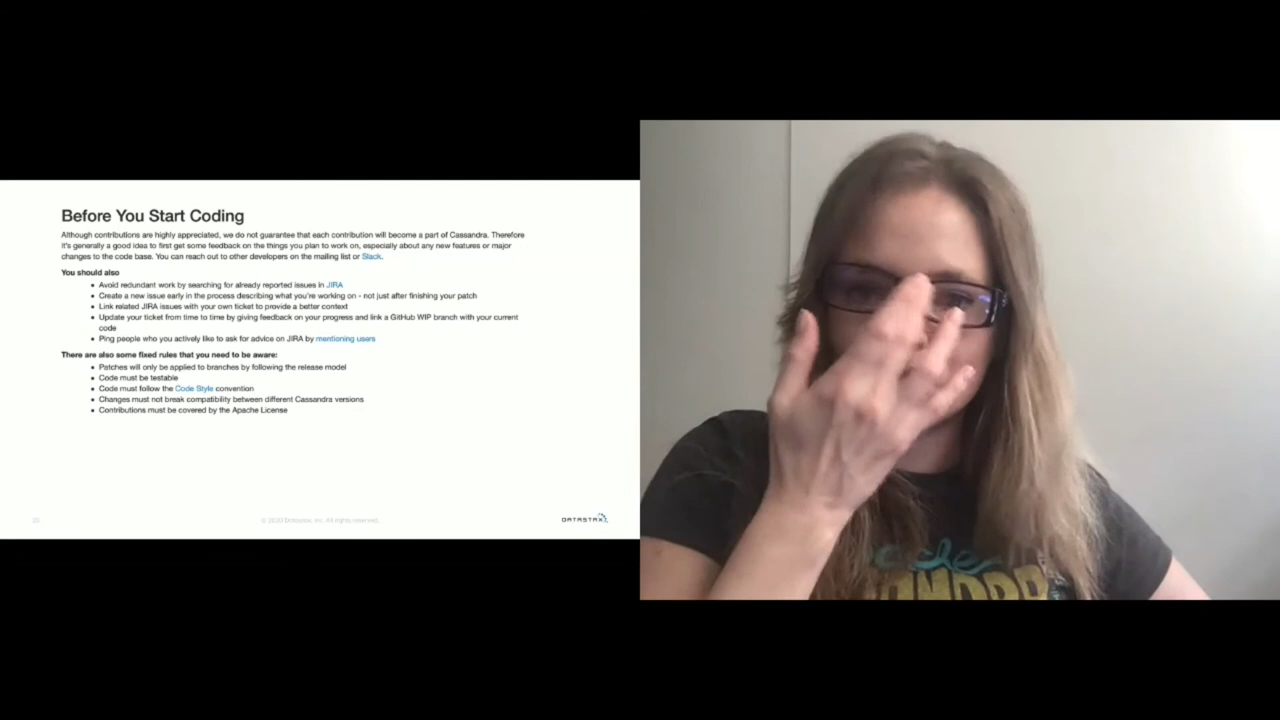 Before You Start Coding
Although contributions are highly appreciated, we do not guarantee that each contribution will become a part of Cassandra. Therefore
it's generally a good idea to first get some feedback on the things you plan to work on, especially about any new features or major
changes to the code base. You can reach out to other developers on the mailing list or Slack.
You should also
• Avoid redundant work by searching for already reported issues in JIRA
• Create a new issue early in the process describing what you're working on - not just after finishing your patch
• Link related JIRA issues with your own ticket to provide a better context
• Update your ticket from time to time by giving feedback on your progress and link a GitHub WIP branch with your current
code
• Ping people who you actively like to ask for advice on JIRA by mentioning users
There are also some fixed rules that you need to be aware:
• Patches will only be applied to branches by following the release model
• Code must be testable
• Code must follow the Code Style convention
• Changes must not break compatibility between different Cassandra versions
• Contributions must be covered by the Apache License
© 2020 Datastax, Inc. All rights reserved.
DATASTAX